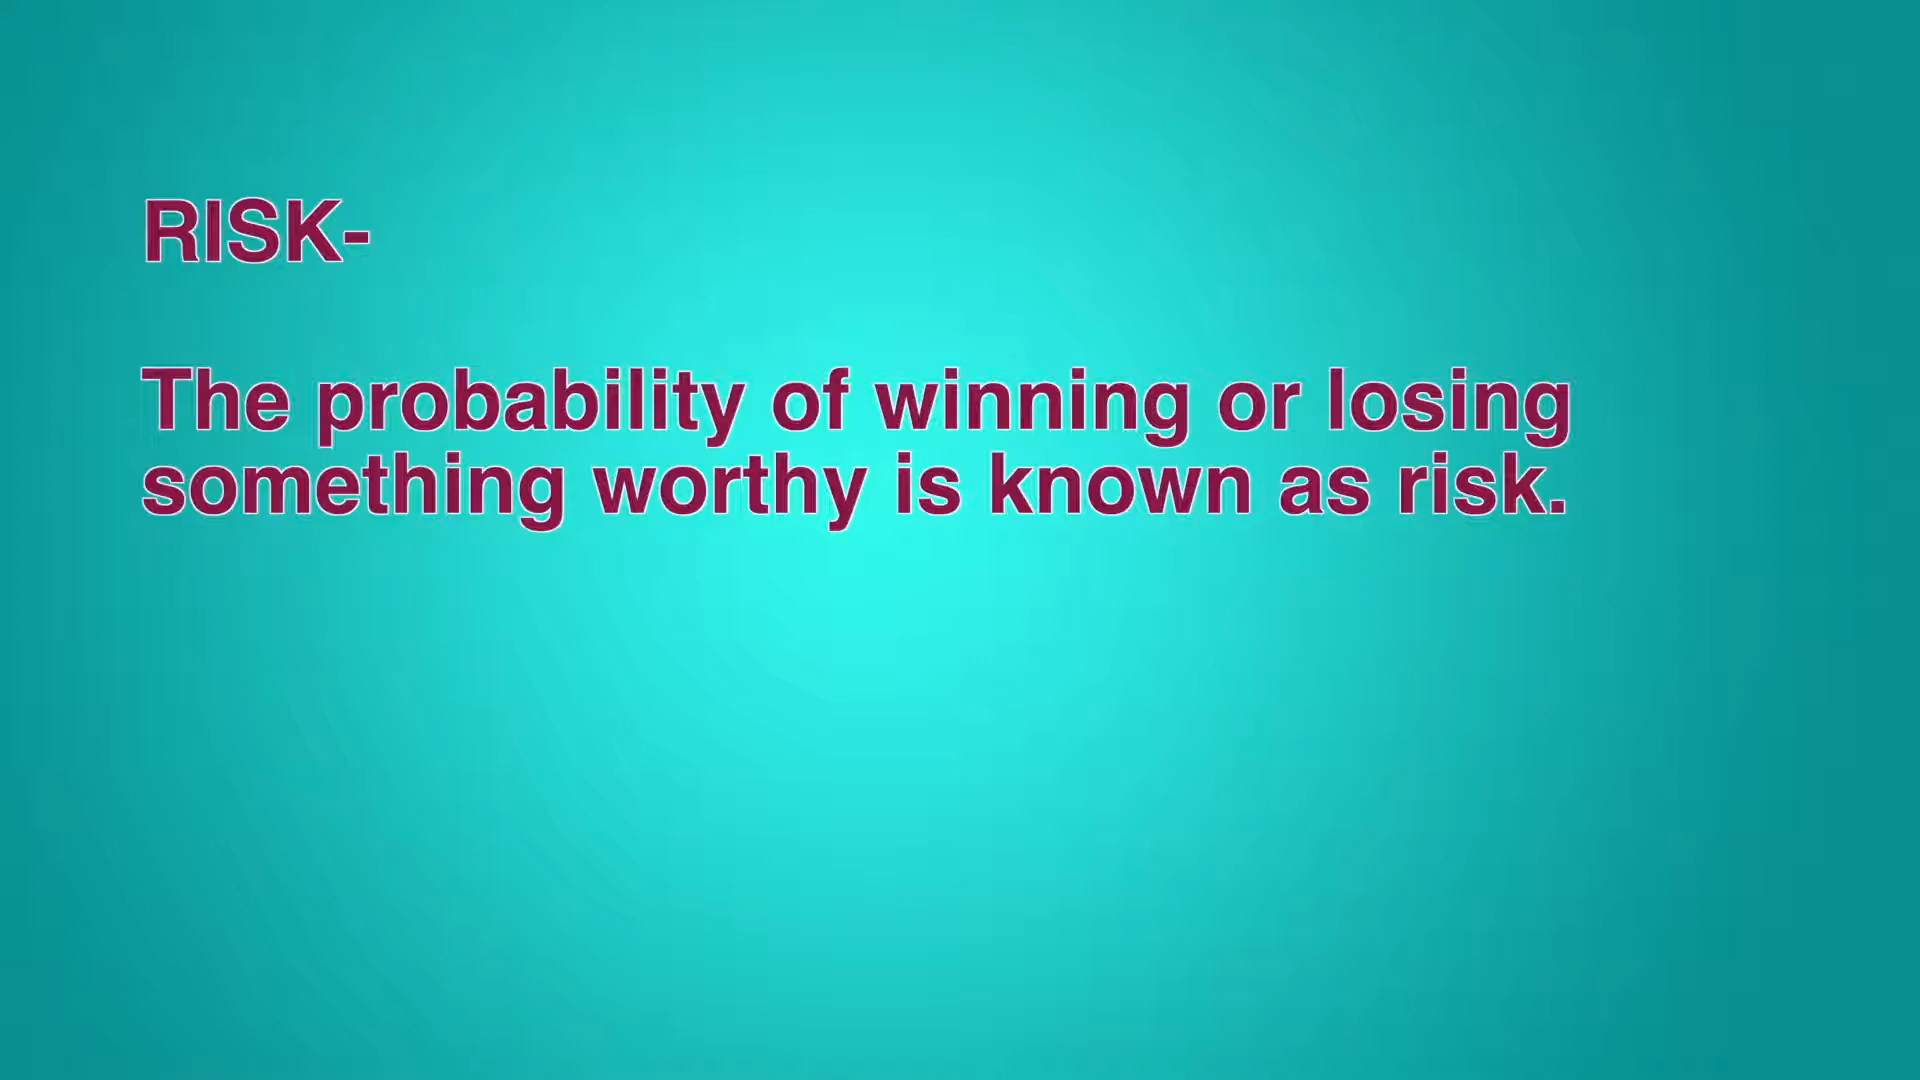 RISK-
The probability of winning or losing
something worthy is known as risk.